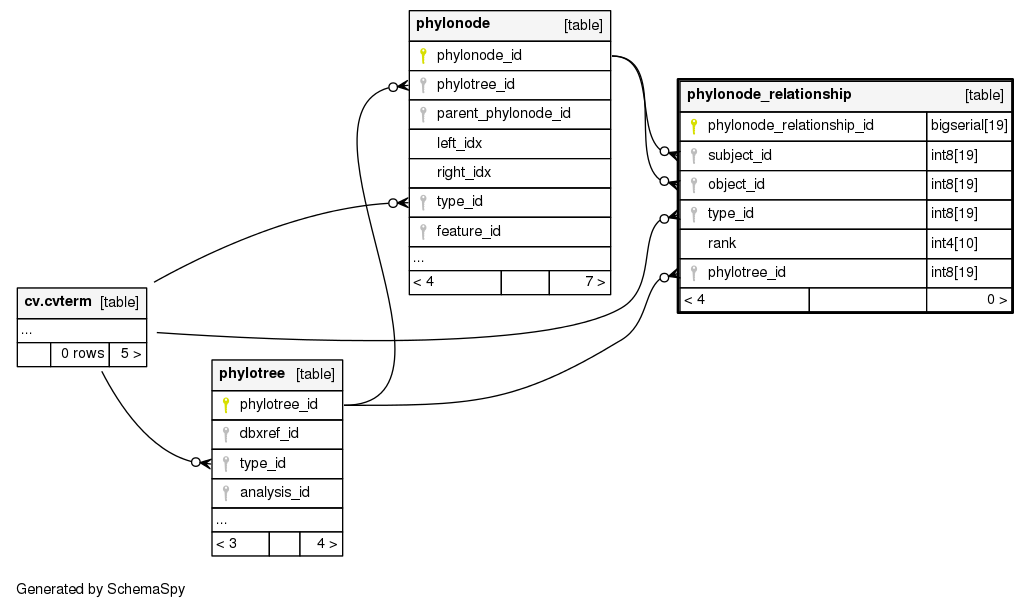 phylonode [table]
phylonode_id
phylotree_id
parent_phylonode_id
left_idx
right_idx
type_id
feature_id
...
< 4 7 >
phylonode_relationship [table]
phylonode_relationship_id bigserial[19]
subject_id int8[19]
object_id int8[19]
type_id int8[19]
rank int4[10]
phylotree_id int8[19]
< 4 0 >
cv.cvterm [table]
...
0 rows 5 >
phylotree [table]
phylotree_id
dbxref_id
type_id
analysis_id
...
< 3 4 >
Generated by SchemaSpy